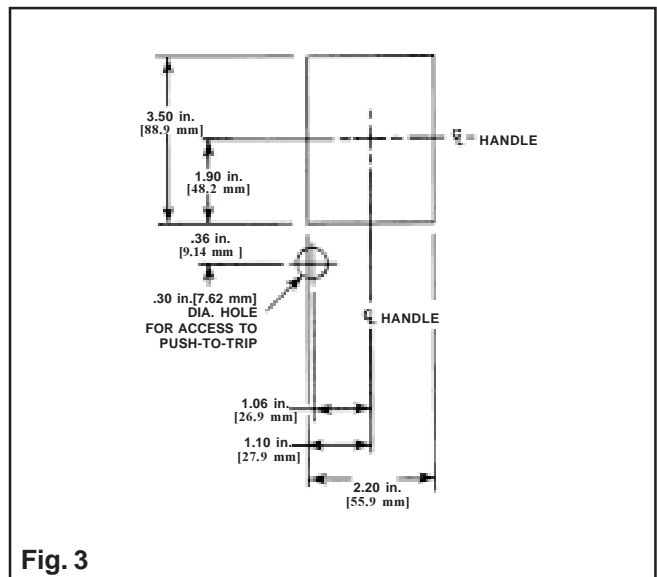 3.50 in.
[88.9 mm]
℄ HANDLE
1.90 in.
[48.2 mm]
.36 in.
[9.14 mm ]
.30 in.[7.62 mm]
DIA. HOLE
FOR ACCESS TO
PUSH-TO-TRIP
℄ HANDLE
1.06 in.
[26.9 mm]
1.10 in.
[27.9 mm]
2.20 in.
[55.9 mm]
Fig. 3